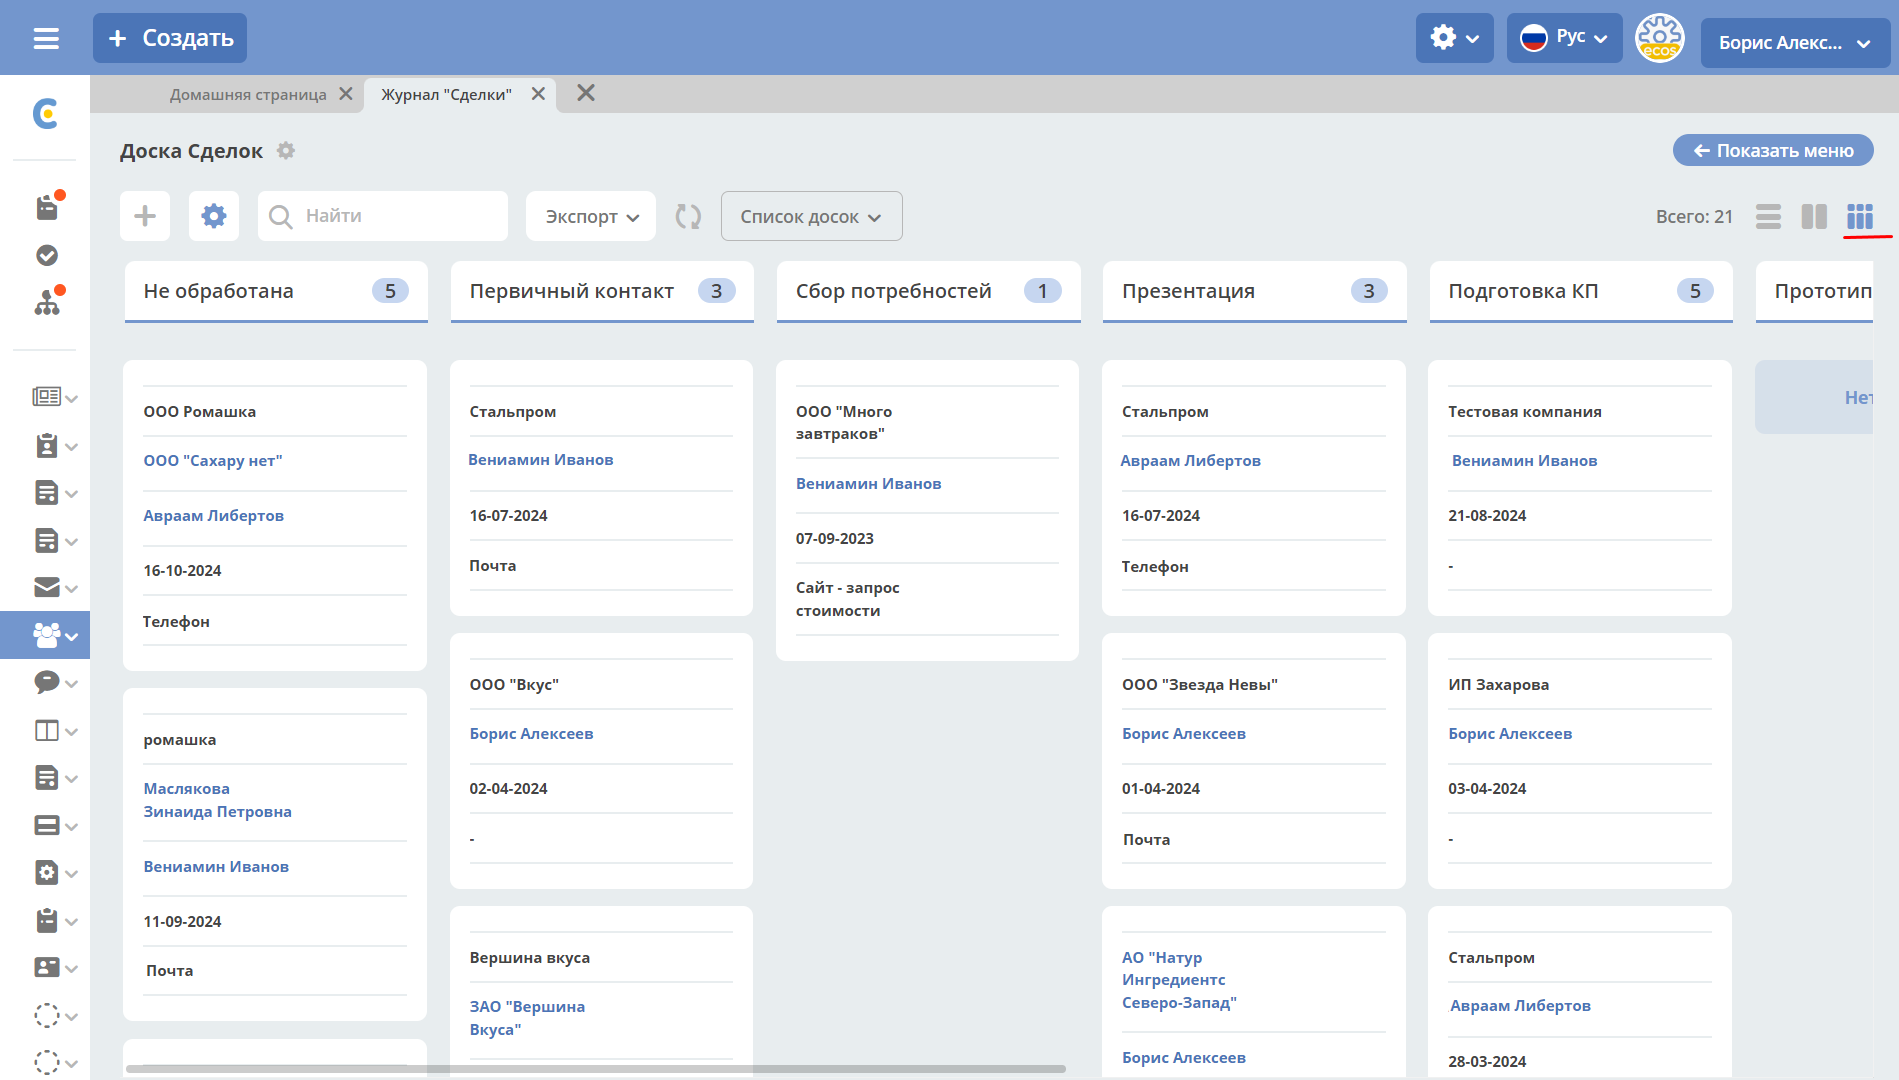 Создать
Рус
ecos
Борис Алекс...
Домашняя страница
Журнал "Сделки"
Доска Сделок
Показать меню
Найти
Экспорт
Список досок
Всего: 21
Не обработана
5
Первичный контакт
3
Сбор потребностей
1
Презентация
3
Подготовка КП
5
Прототип
ООО Ромашка
ООО "Сахару нет"
Авраам Либертов
16-10-2024
Телефон
ромашка
Маслякова
Зинаида Петровна
Вениамин Иванов
11-09-2024
Почта
Стальпром
Вениамин Иванов
16-07-2024
Почта
ООО "Вкус"
Борис Алексеев
02-04-2024
-
Вершина вкуса
ЗАО "Вершина
Вкуса"
ООО "Много
завтраков"
Вениамин Иванов
07-09-2023
Сайт - запрос
стоимости
Стальпром
Авраам Либертов
16-07-2024
Телефон
ООО "Звезда Невы"
Борис Алексеев
01-04-2024
Почта
АО "Натур
Ингредиентс
Северо-Запад"
Борис Алексеев
Тестовая компания
Вениамин Иванов
21-08-2024
-
ИП Захарова
Борис Алексеев
03-04-2024
-
Стальпром
Авраам Либертов
28-03-2024
Нет